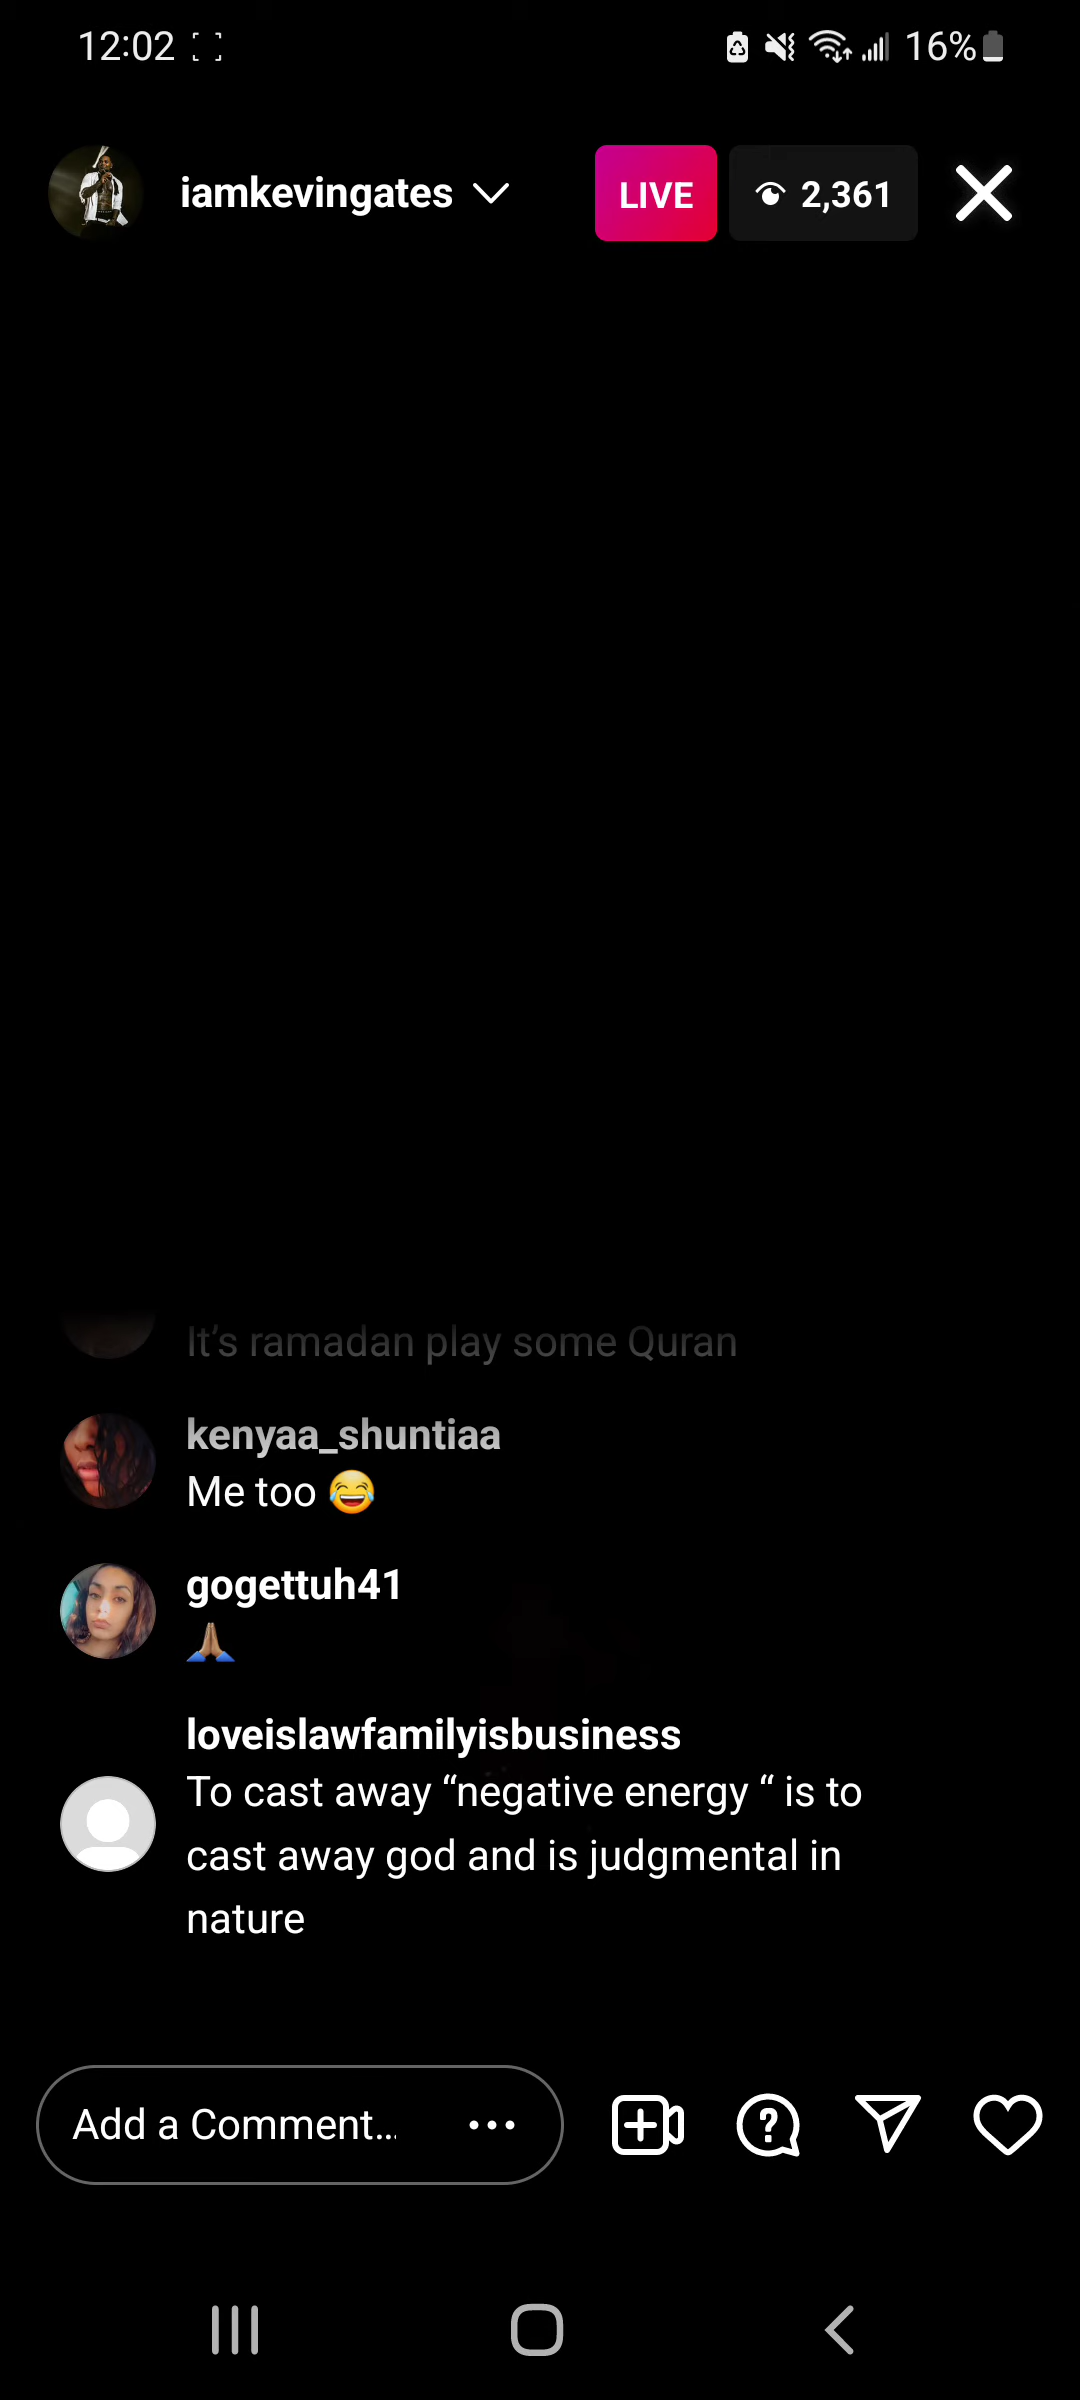 12:02 16%
iamkevingates LIVE 2,361
It's ramadan play some Quran
kenyaa_shuntiaa
Me too 😂
gogettuh41
🙏🏽
loveislawfamilyisbusiness
To cast away “negative energy “ is to
cast away god and is judgmental in
nature
Add a Comment...